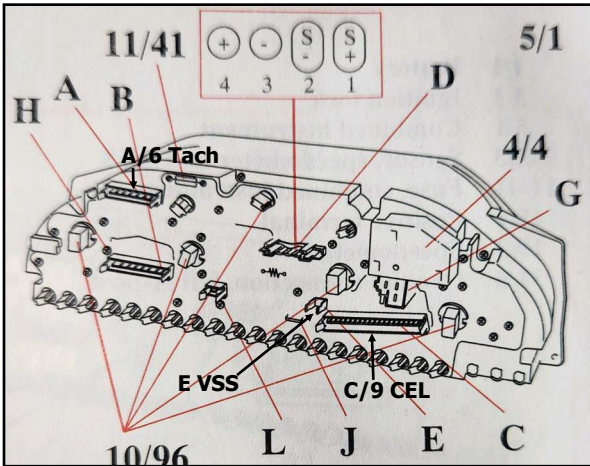 11/41
+ - S - S +
4 3 2 1
5/1
D
H A B
A/6 Tach
4/4
G
E VSS
C/9 CEL
10/96 L J E C